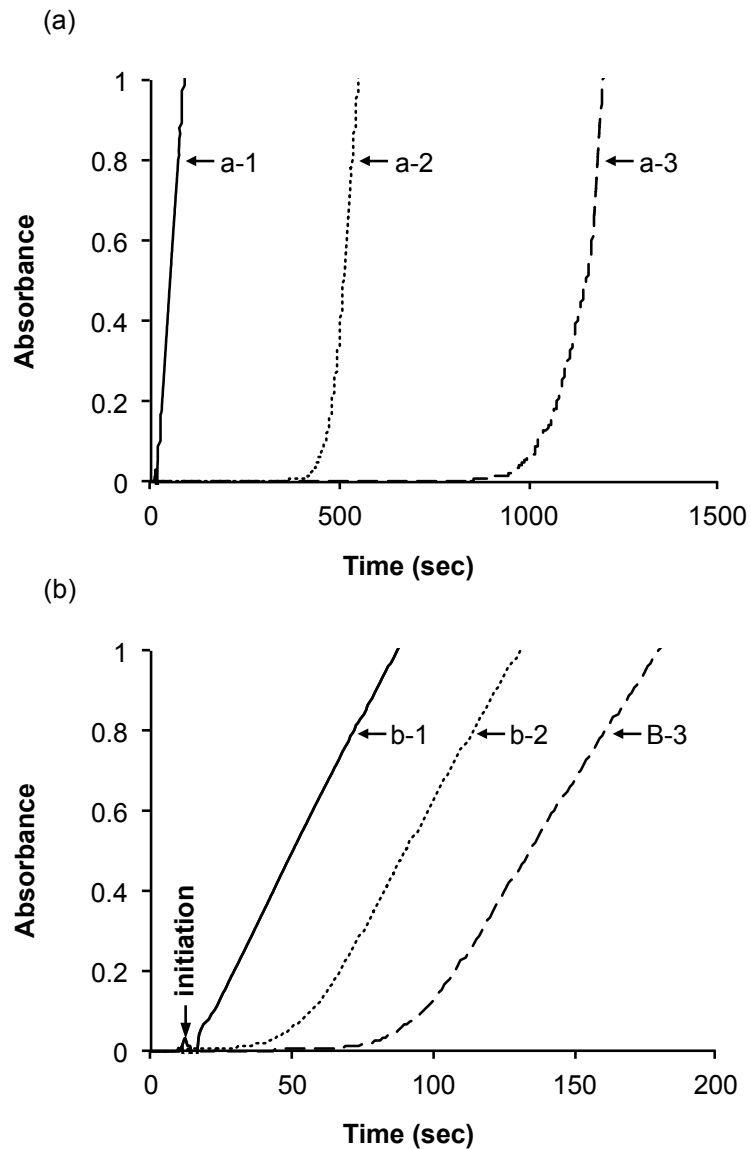 (a)
1
0.8
0.6
0.4
0.2
0
Absorbance
a-1
a-2
a-3
0 500 1000 1500
Time (sec)
(b)
1
0.8
0.6
0.4
0.2
0
Absorbance
initiation
b-1
b-2
B-3
0 50 100 150 200
Time (sec)